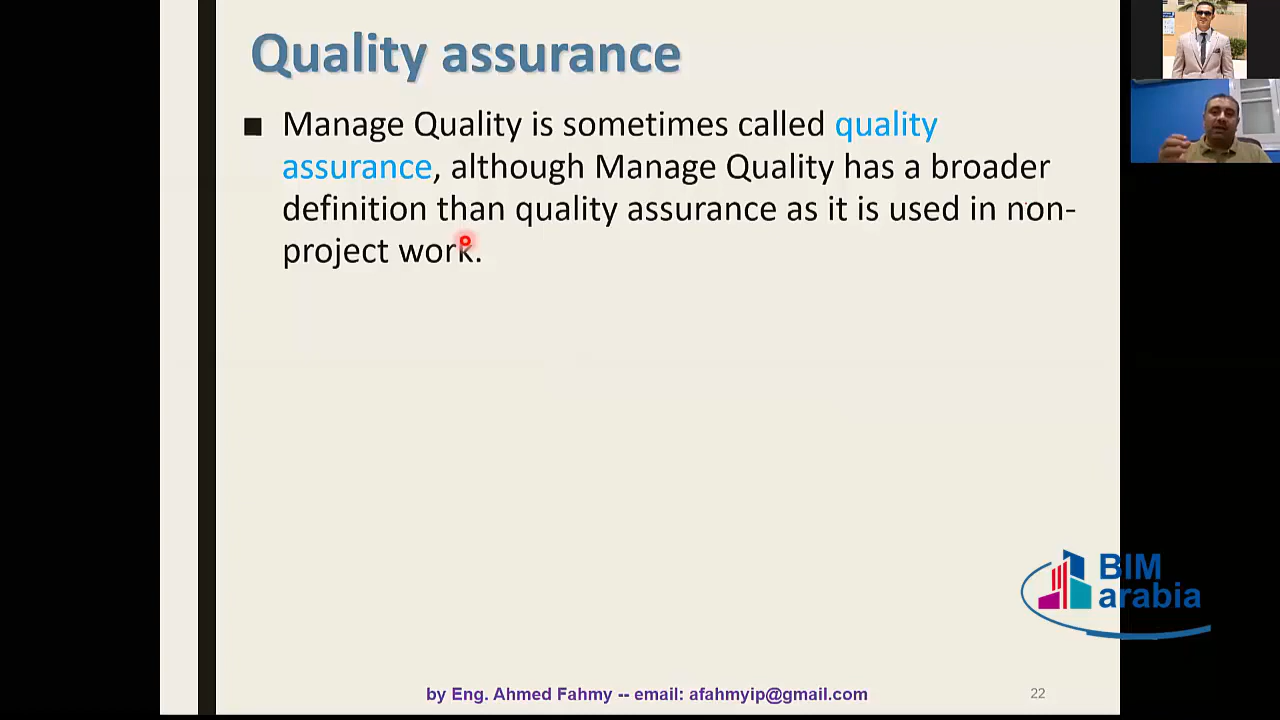 Quality assurance
■ Manage Quality is sometimes called quality
assurance, although Manage Quality has a broader
definition than quality assurance as it is used in non-
project work.
BIM
arabia
by Eng. Ahmed Fahmy -- email: afahmyip@gmail.com
22